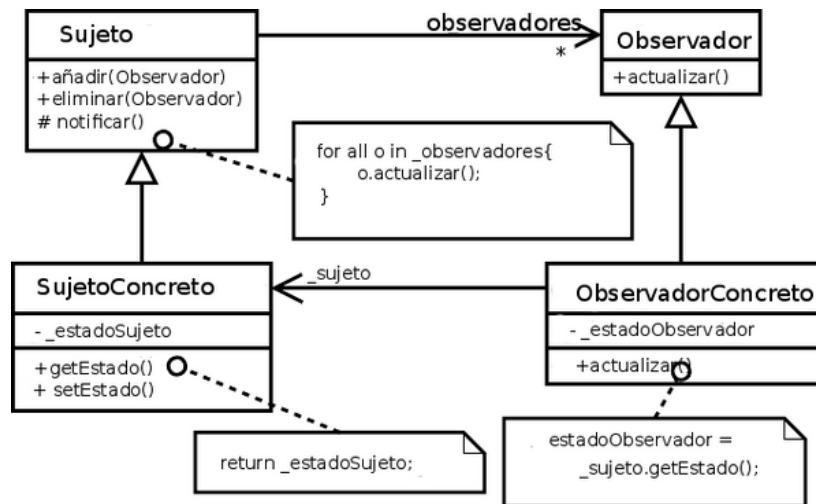 Sujeto
+añadir(Observador)
+eliminar(Observador)
# notificar()
observadores
*
Observador
+actualizar()
for all o in _observadores{
o.actualizar();
}
SujetoConcreto
- _estadoSujeto
+getEstado()
+ setEstado()
_sujeto
ObservadorConcreto
- _estadoObservador
+actualizar()
return _estadoSujeto;
estadoObservador =
_sujeto.getEstado();